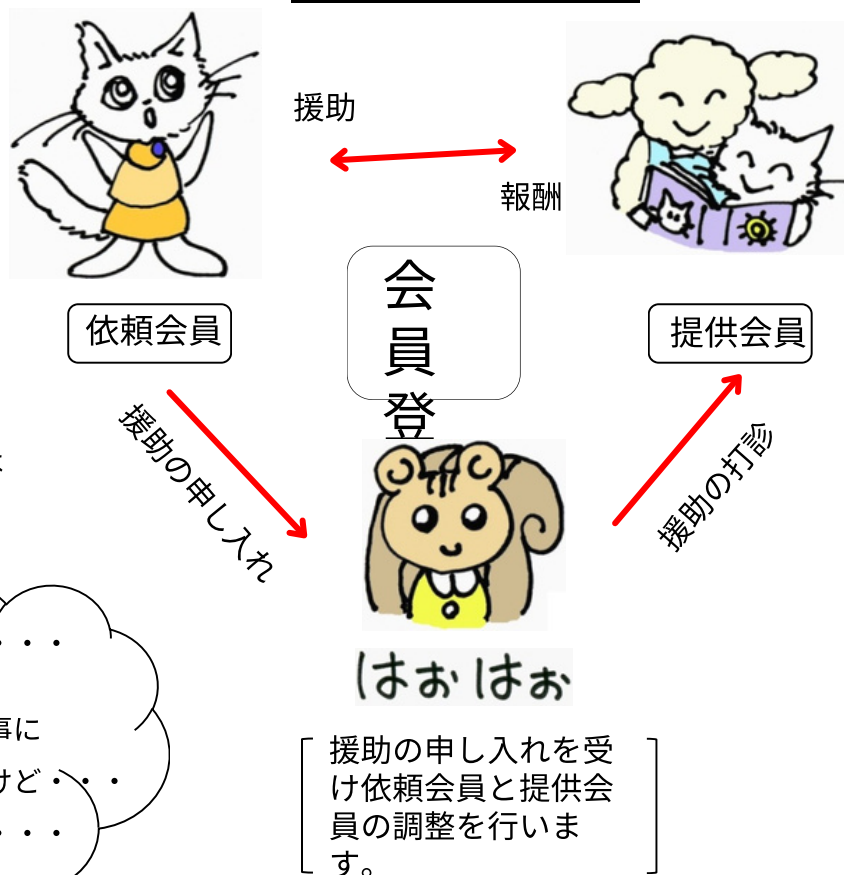 援助
報酬
会
員
登
依頼会員
提供会員
援助の申し入れ
援助の打診
はぉはぉ
・・・
事に
けど・・・
・・・
援助の申し入れを受
け依頼会員と提供会
員の調整を行いま
す。